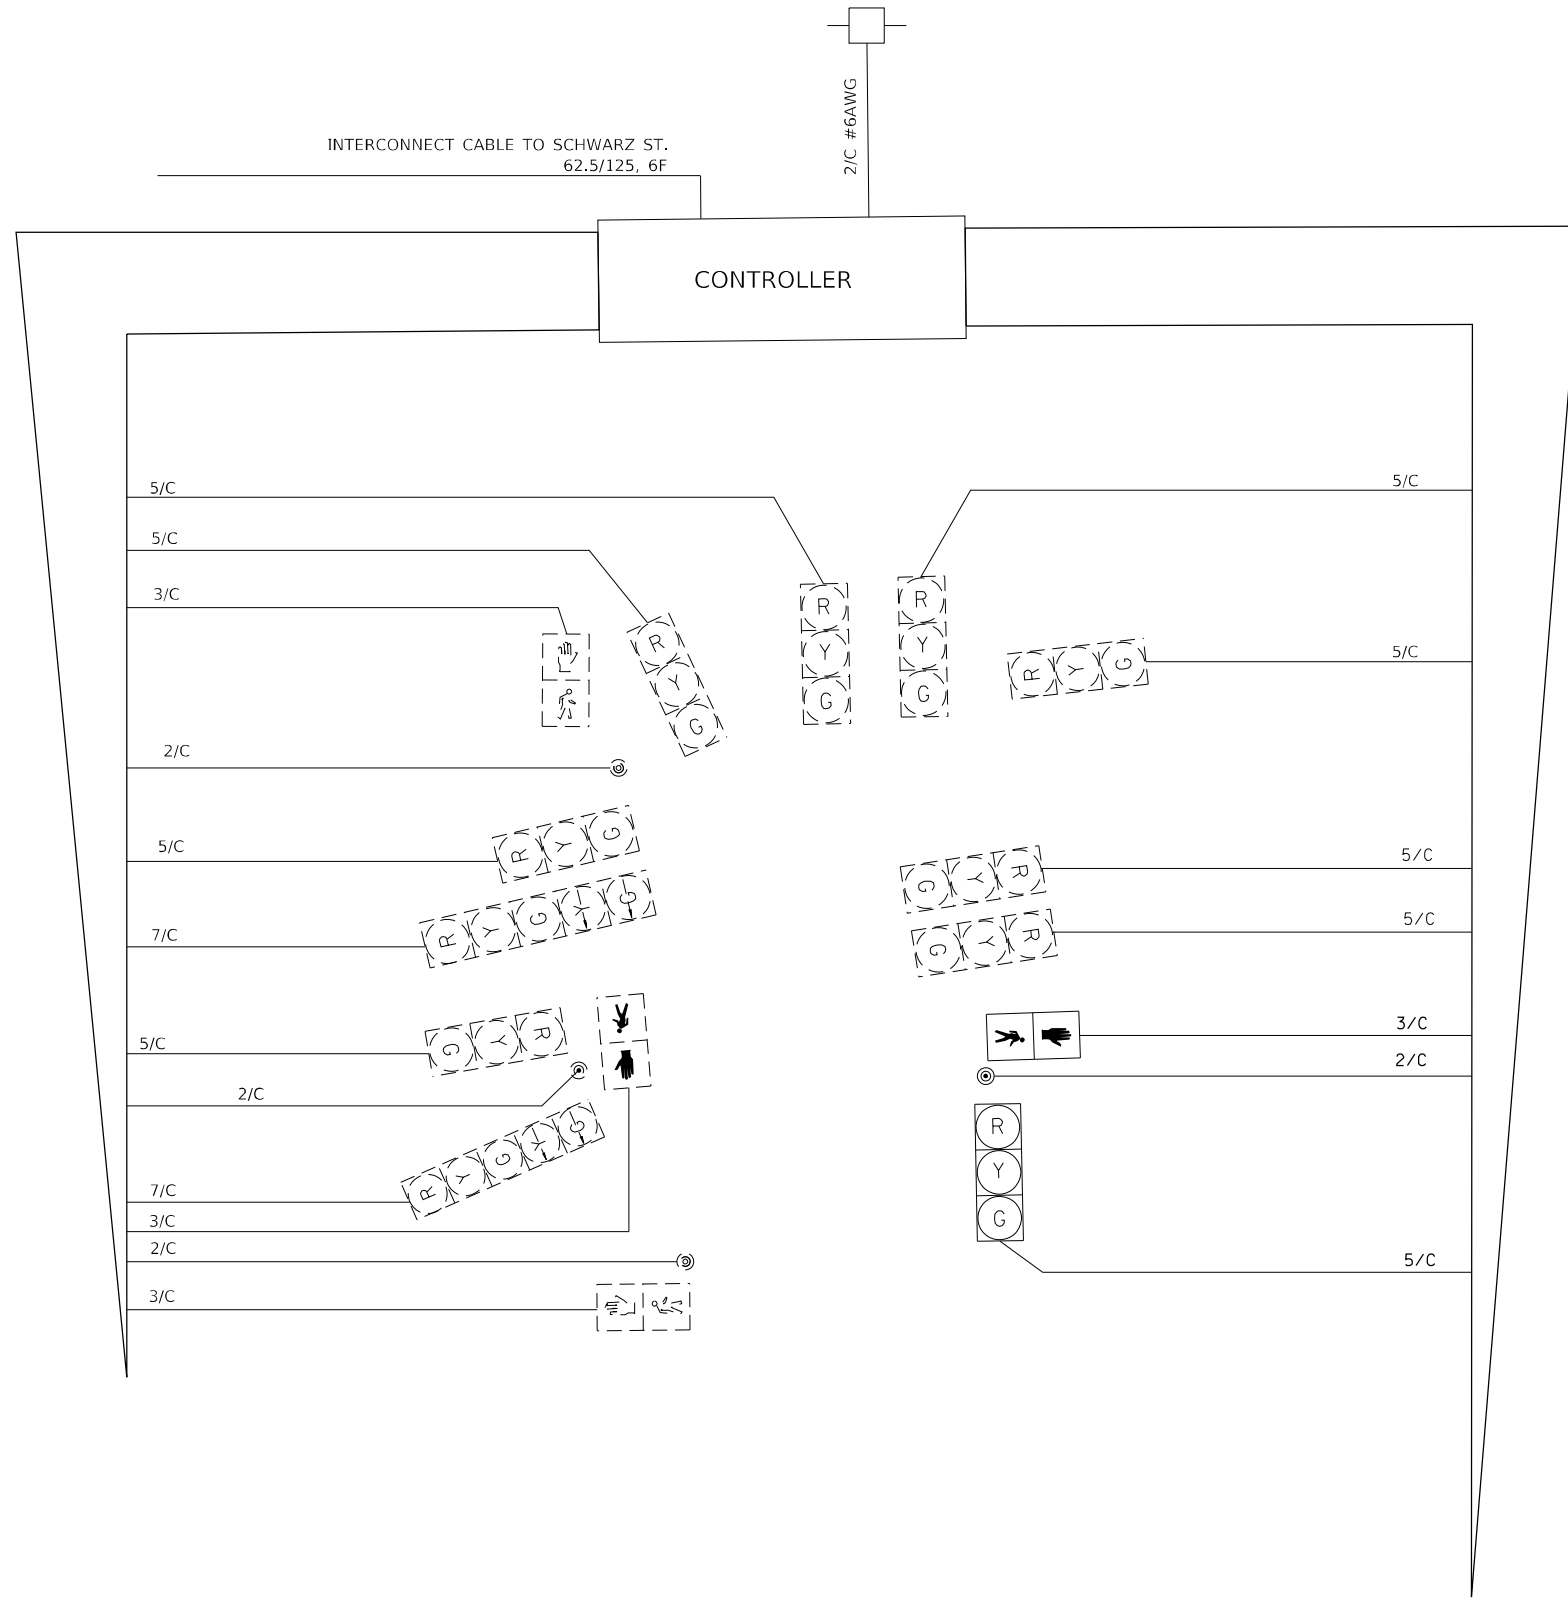 2/C #6AWG
INTERCONNECT CABLE TO SCHWARZ ST.
62.5/125, 6F
CONTROLLER
5/C
5/C
5/C
3/C
R
Y
G
R
Y
G
R
Y
G
R Y G
5/C
2/C
5/C
R Y G
G Y R
5/C
7/C
R Y G Y G
G Y R
5/C
5/C
G Y R
3/C
2/C
2/C
7/C
R Y G Y G
R
Y
G
3/C
2/C
5/C
3/C